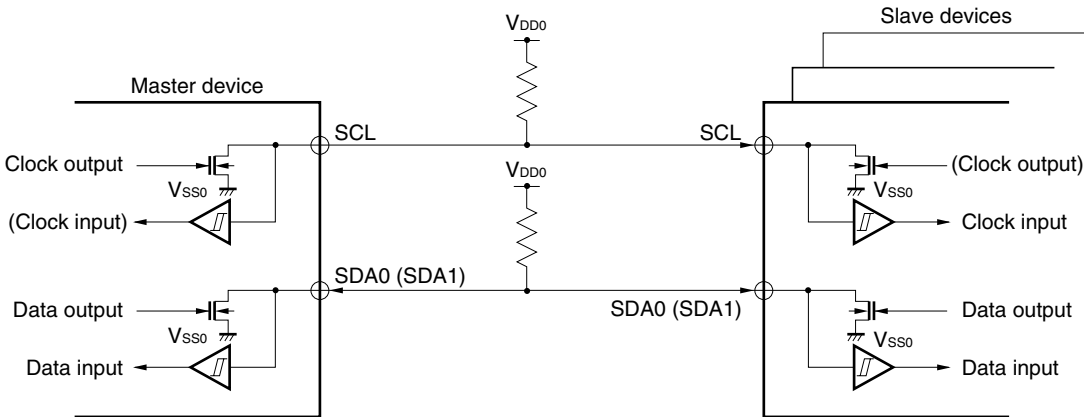 Slave devices
VDD0
Master device
SCL
SCL
Clock output
(Clock output)
VSS0
VDD0
VSS0
(Clock input)
Clock input
SDA0 (SDA1)
SDA0 (SDA1)
Data output
Data output
VSS0
VSS0
Data input
Data input